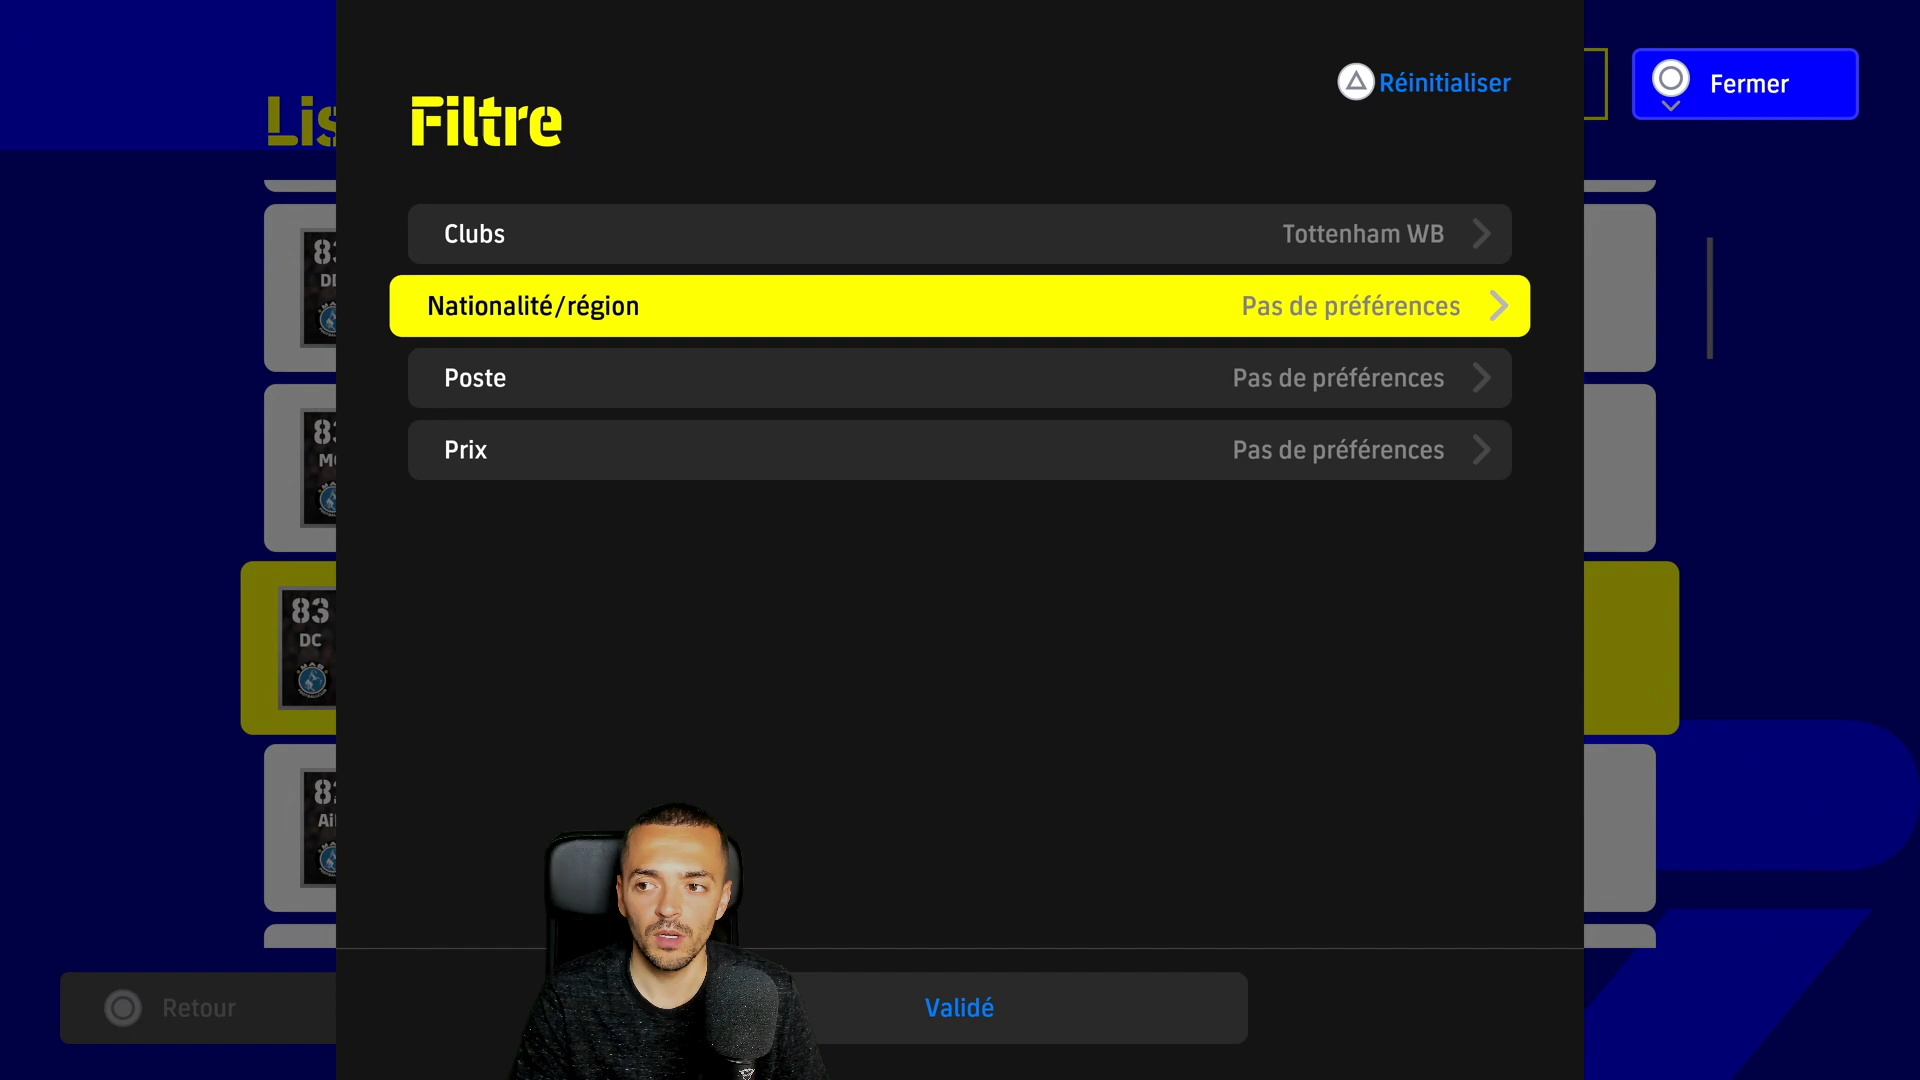 Réinitialiser
Fermer
Lis
Filtre
Clubs
Tottenham WB
Nationalité/région
Pas de préférences
Poste
Pas de préférences
Prix
Pas de préférences
83
DC
Retour
Validé